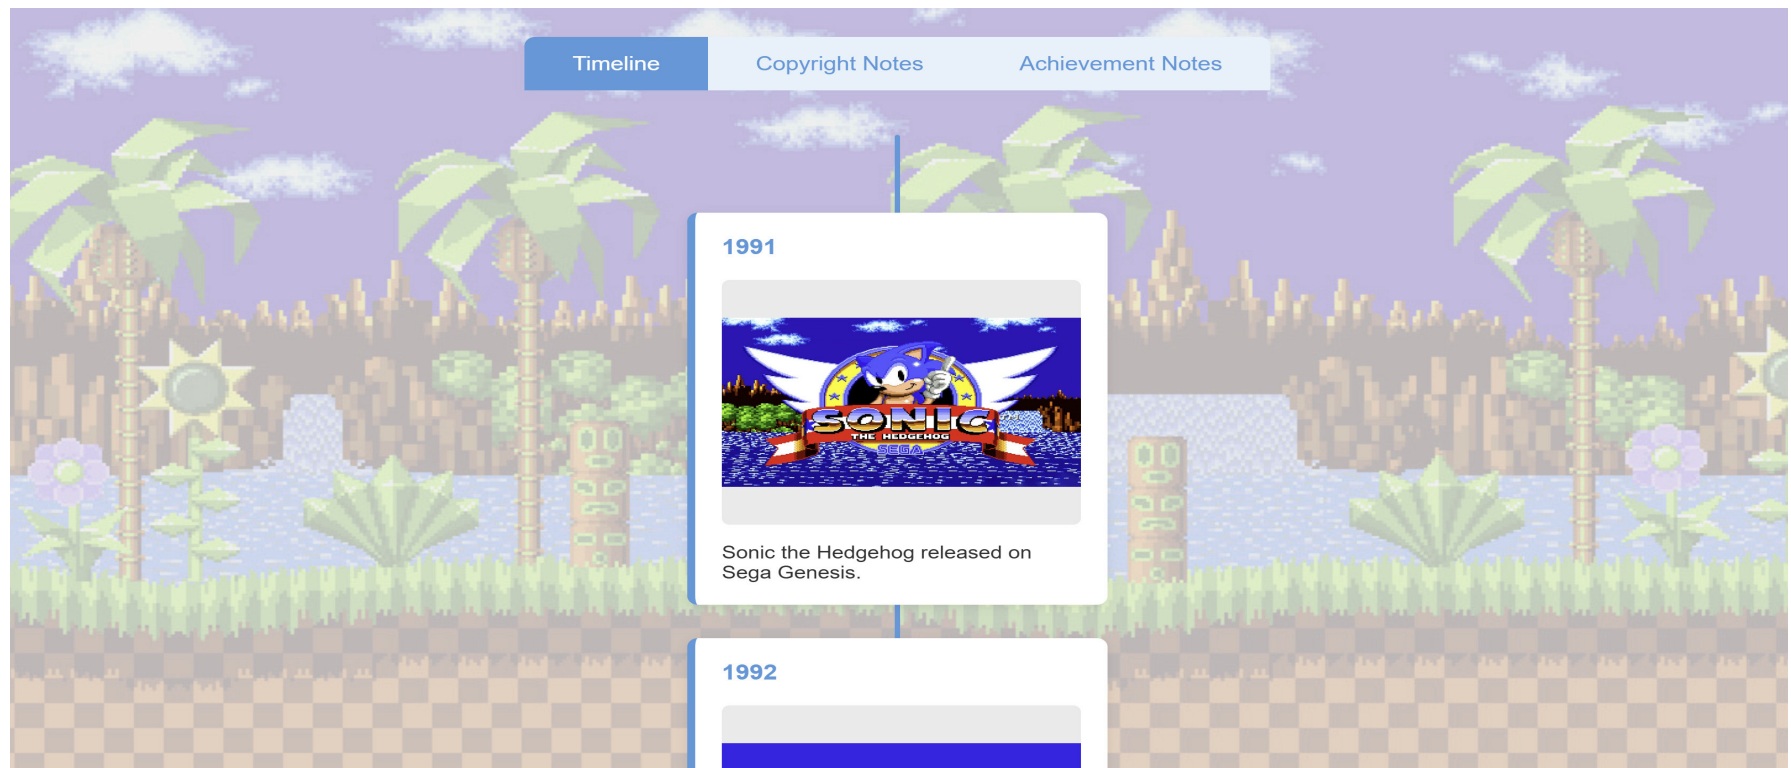 Timeline
Copyright Notes
Achievement Notes
1991
SONIC
THE HEDGEHOG
SEGA
Sonic the Hedgehog released on
Sega Genesis.
1992